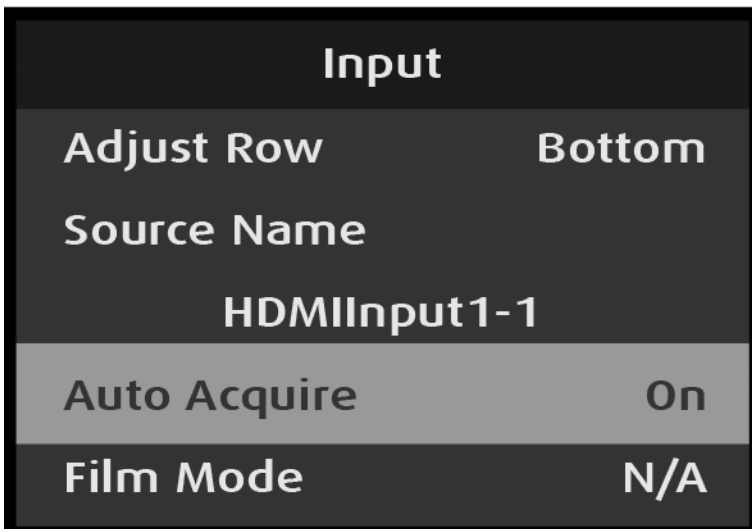 Input
Adjust Row Bottom
Source Name
HDMIInput1-1
Auto Acquire On
Film Mode N/A